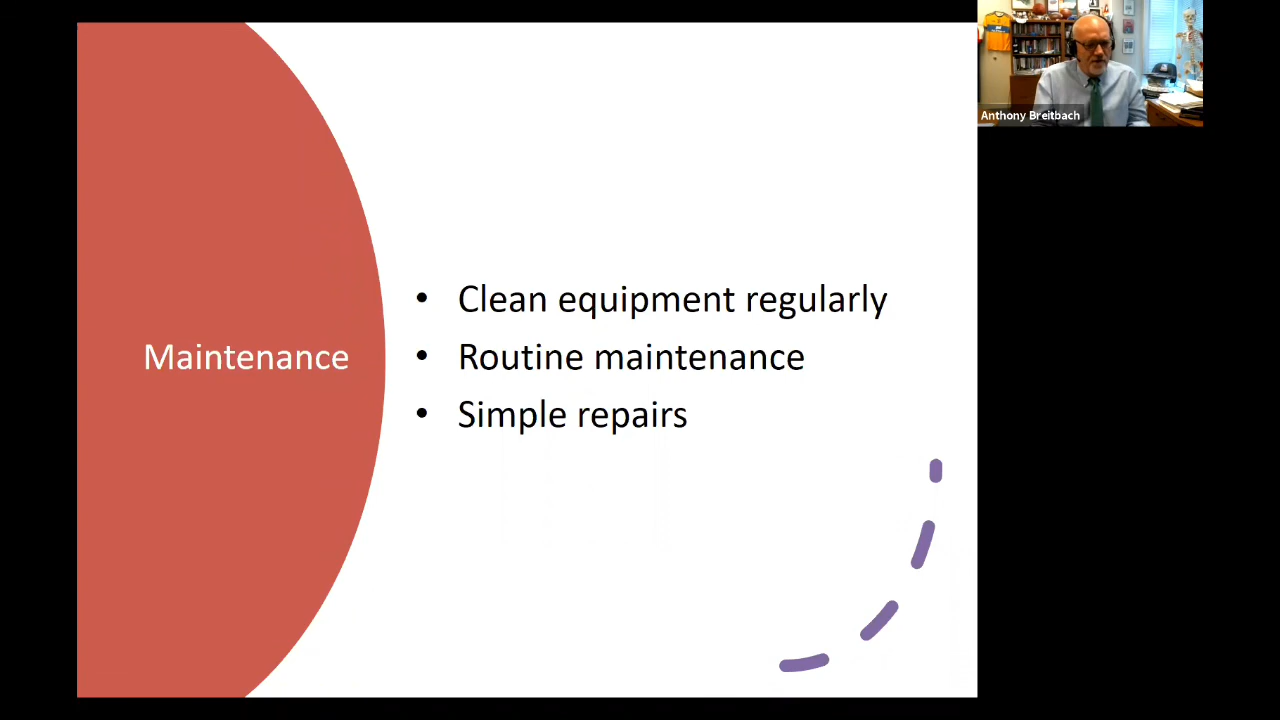 Maintenance
• Clean equipment regularly
• Routine maintenance
• Simple repairs
Anthony Breitbach